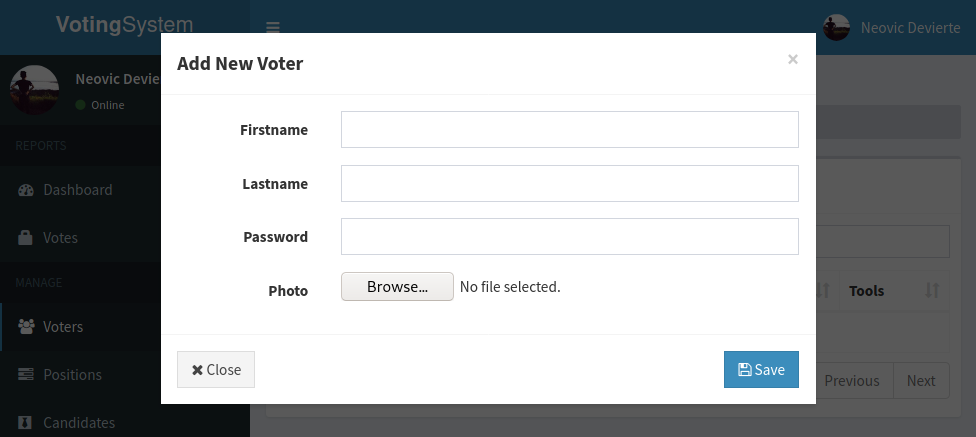 VotingSystem
Neovic Devierte
Neovic Devie
Online
REPORTS
Dashboard
Votes
MANAGE
Voters
Positions
Candidates
Add New Voter
×
Firstname
Lastname
Password
Photo
Browse...
No file selected.
Close
Save
Tools
Previous
Next